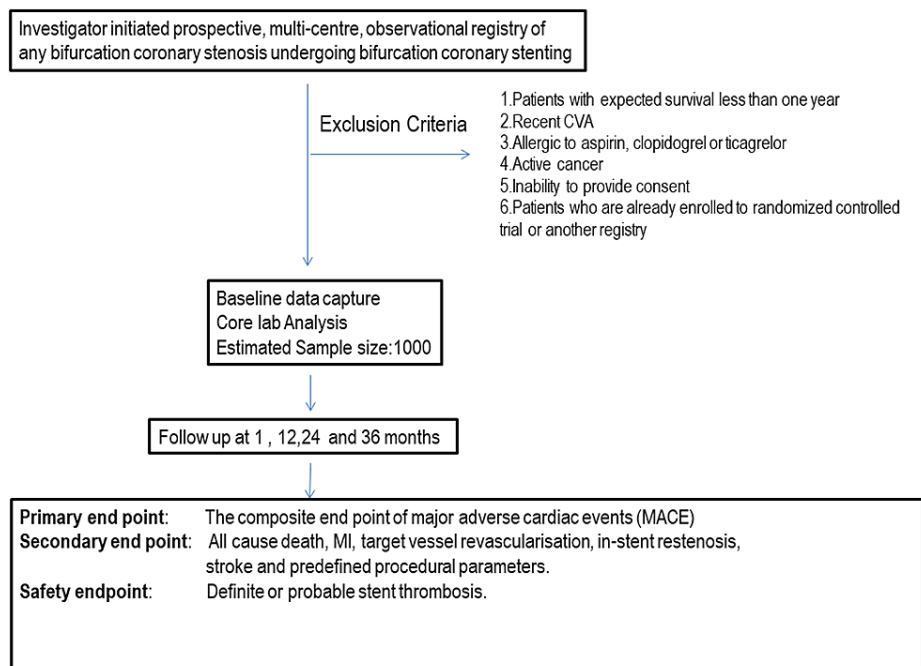 Investigator initiated prospective, multi-centre, observational registry of
any bifurcation coronary stenosis undergoing bifurcation coronary stenting
Exclusion Criteria
1.Patients with expected survival less than one year
2.Recent CVA
3.Allergic to aspirin, clopidogrel or ticagrelor
4.Active cancer
5.Inability to provide consent
6.Patients who are already enrolled to randomized controlled
trial or another registry
Baseline data capture
Core lab Analysis
Estimated Sample size:1000
Follow up at 1 , 12,24 and 36 months
Primary end point: The composite end point of major adverse cardiac events (MACE)
Secondary end point: All cause death, MI, target vessel revascularisation, in-stent restenosis,
stroke and predefined procedural parameters.
Safety endpoint: Definite or probable stent thrombosis.